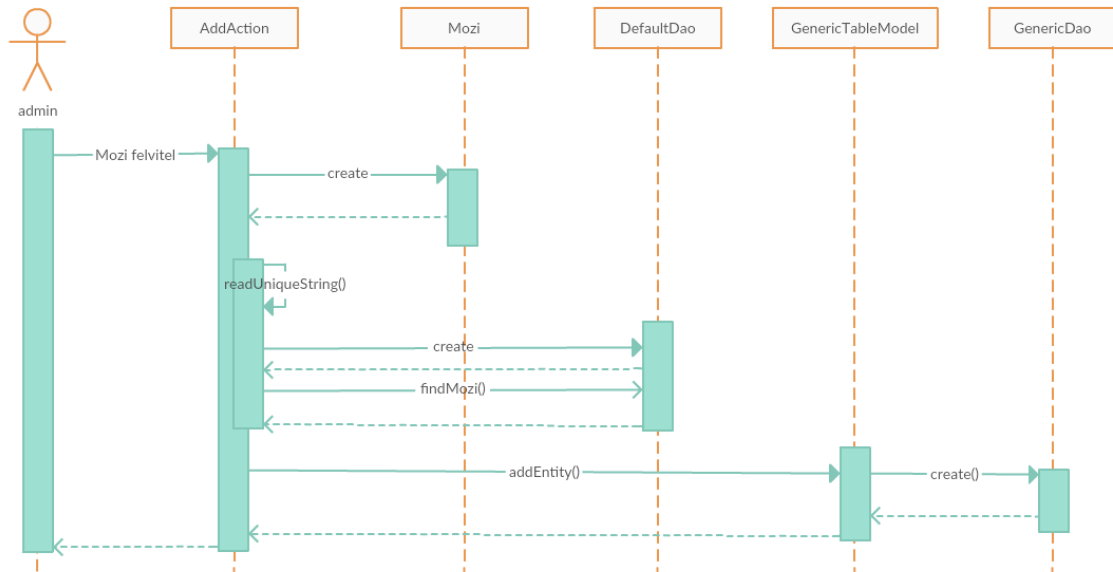 AddAction
Mozi
DefaultDao
GenericTableModel
GenericDao
admin
Mozi felvitel
create
readUniqueString()
create
findMozi()
addEntity()
create()